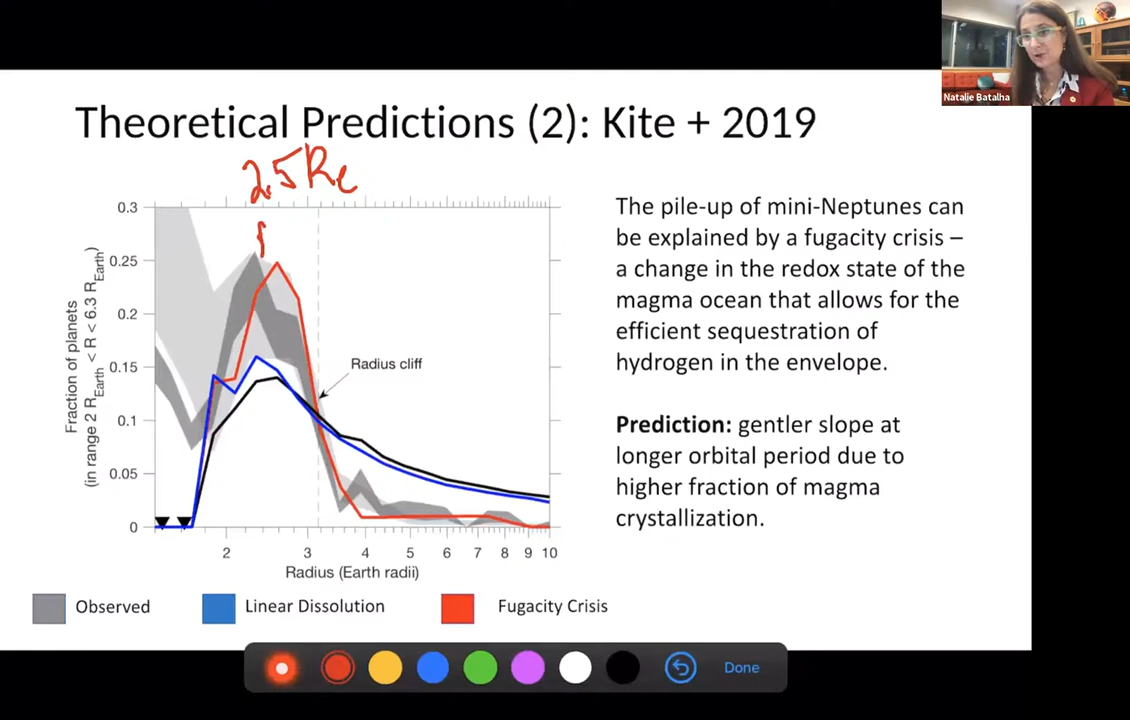 Natalie Batalha
Theoretical Predictions (2): Kite + 2019
2.5 Re
0.3
0.25
0.2
0.15
0.1
0.05
0
Fraction of planets
(in range 2 R_Earth < R < 6.3 R_Earth)
Radius cliff
2 3 4 5 6 7 8 9 10
Radius (Earth radii)
The pile-up of mini-Neptunes can
be explained by a fugacity crisis –
a change in the redox state of the
magma ocean that allows for the
efficient sequestration of
hydrogen in the envelope.
Prediction: gentler slope at
longer orbital period due to
higher fraction of magma
crystallization.
Observed
Linear Dissolution
Fugacity Crisis
Done